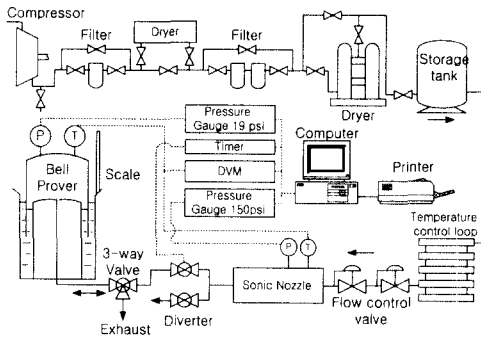 Compressor
Filter
Dryer
Filter
Storage
tank
Dryer
P
T
Pressure
Gauge 19 psi
Timer
DVM
Pressure
Gauge 150psi
Computer
Printer
Bell
Prover
Scale
Temperature
control loop
3-way
Valve
P
T
Sonic Nozzle
Flow control
valve
Exhaust
Diverter